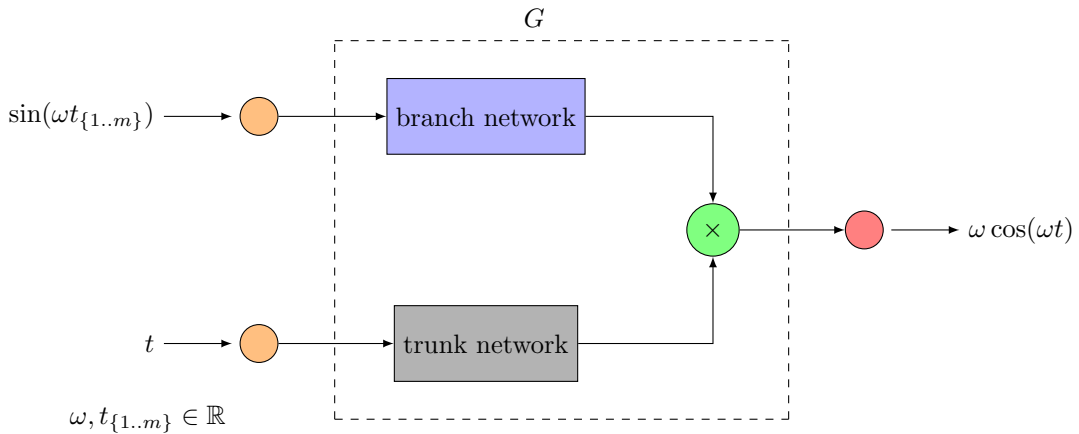 G
sin(ωt_{1..m})
branch network
×
ω cos(ωt)
t
trunk network
ω, t_{1..m} ∈ ℝ